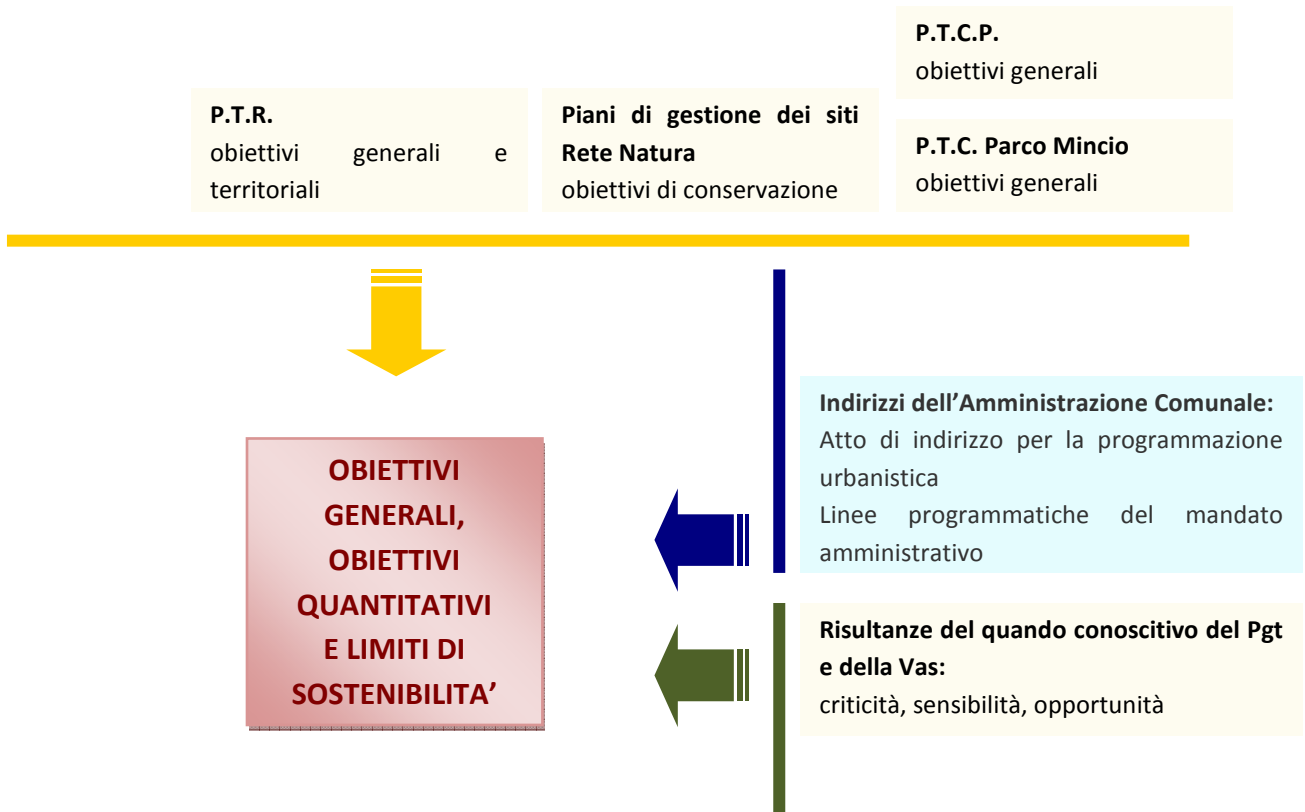 P.T.R.
obiettivi generali e
territoriali
Piani di gestione dei siti
Rete Natura
obiettivi di conservazione
P.T.C.P.
obiettivi generali
P.T.C. Parco Mincio
obiettivi generali
OBIETTIVI
GENERALI,
OBIETTIVI
QUANTITATIVI
E LIMITI DI
SOSTENIBILITA’
Indirizzi dell’Amministrazione Comunale:
Atto di indirizzo per la programmazione
urbanistica
Linee programmatiche del mandato
amministrativo
Risultanze del quando conoscitivo del Pgt
e della Vas:
criticità, sensibilità, opportunità